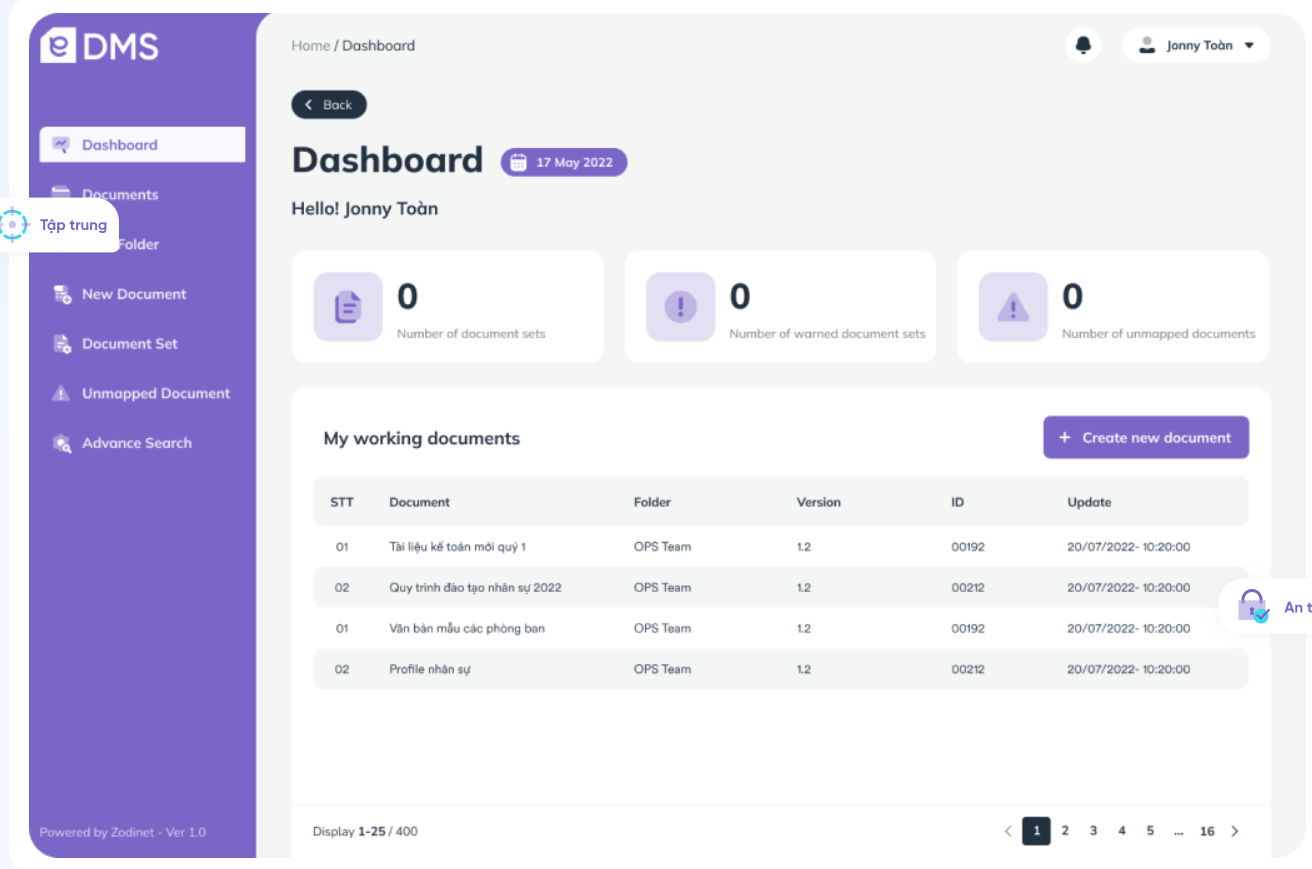 e DMS
Home / Dashboard
Jonny Toàn
Back
Dashboard
17 May 2022
Hello! Jonny Toàn
Dashboard
Documents
Tập trung
Folder
New Document
Document Set
Unmapped Document
Advance Search
0
Number of document sets
0
Number of warned document sets
0
Number of unmapped documents
My working documents
+ Create new document
STT Document Folder Version ID Update
01 Tài liệu kế toán mới quý 1 OPS Team 1.2 00192 20/07/2022- 10:20:00
02 Quy trình đào tạo nhân sự 2022 OPS Team 1.2 00212 20/07/2022- 10:20:00
01 Văn bản mẫu các phòng ban OPS Team 1.2 00192 20/07/2022- 10:20:00
02 Profile nhân sự OPS Team 1.2 00212 20/07/2022- 10:20:00
An
Powered by Zodinet - Ver 1.0
Display 1-25 / 400
1 2 3 4 5 ... 16